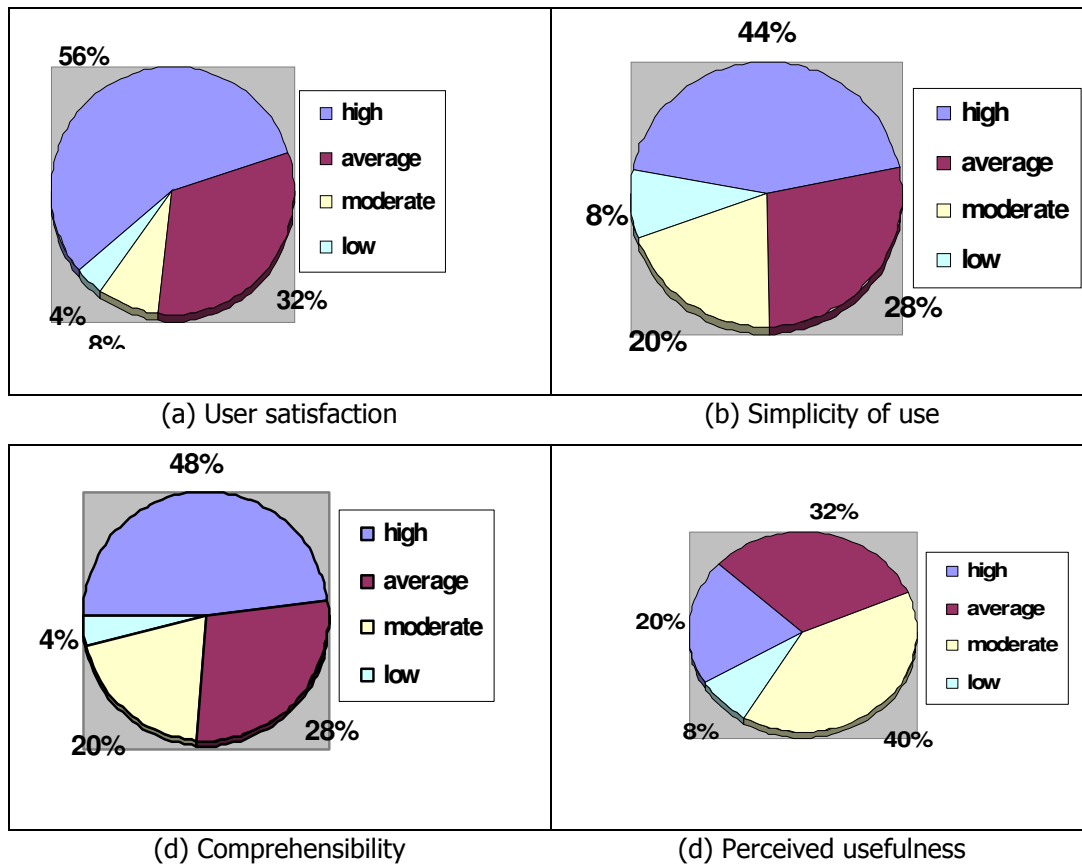 56%
high
average
moderate
low
32%
4%
8%
44%
high
average
moderate
low
8%
28%
20%
(a) User satisfaction
(b) Simplicity of use
48%
high
average
moderate
low
4%
28%
20%
32%
high
average
moderate
low
20%
8%
40%
(d) Comprehensibility
(d) Perceived usefulness